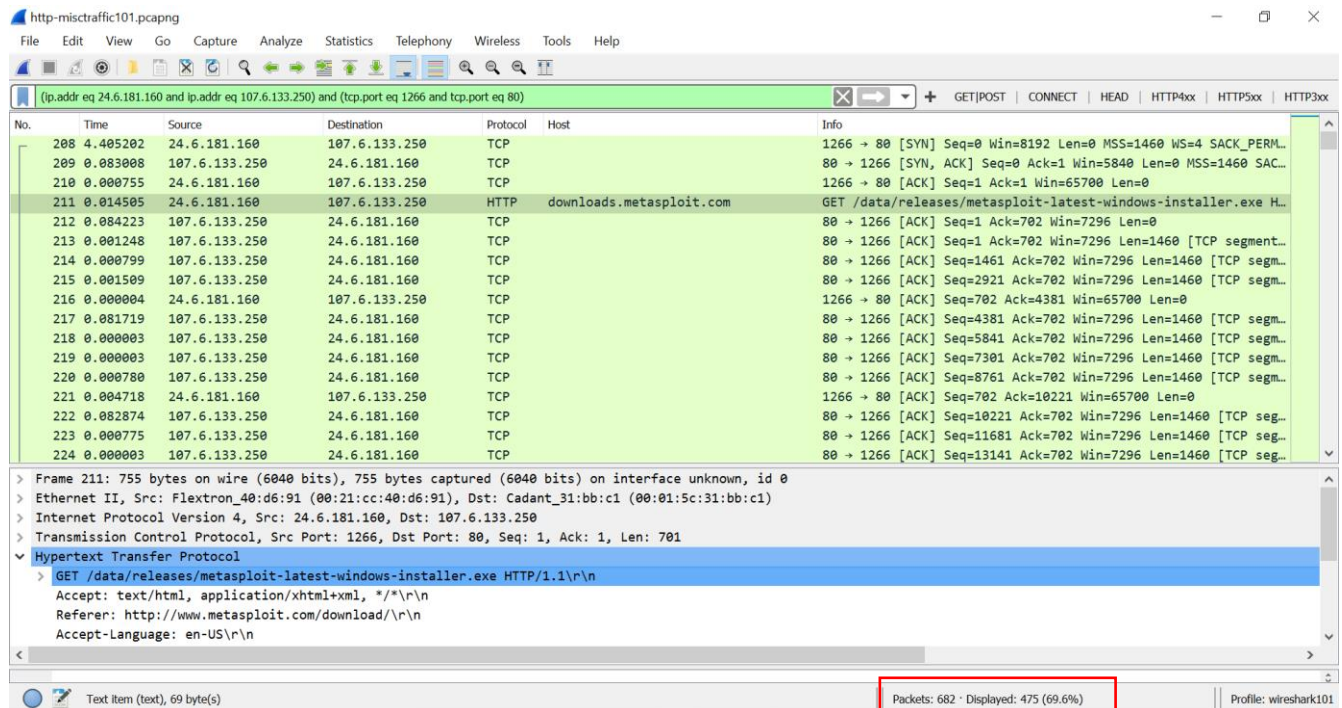 http-misctraffic101.pcapng
File Edit View Go Capture Analyze Statistics Telephony Wireless Tools Help
(ip.addr eq 24.6.181.160 and ip.addr eq 107.6.133.250) and (tcp.port eq 1266 and tcp.port eq 80) + GET|POST | CONNECT | HEAD | HTTP4xx | HTTP5xx | HTTP3xx
No. Time Source Destination Protocol Host Info
208 4.405202 24.6.181.160 107.6.133.250 TCP 1266 → 80 [SYN] Seq=0 Win=8192 Len=0 MSS=1460 WS=4 SACK_PERM…
209 0.083008 107.6.133.250 24.6.181.160 TCP 80 → 1266 [SYN, ACK] Seq=0 Ack=1 Win=5840 Len=0 MSS=1460 SAC…
210 0.000755 24.6.181.160 107.6.133.250 TCP 1266 → 80 [ACK] Seq=1 Ack=1 Win=65700 Len=0
211 0.014505 24.6.181.160 107.6.133.250 HTTP downloads.metasploit.com GET /data/releases/metasploit-latest-windows-installer.exe H…
212 0.084223 107.6.133.250 24.6.181.160 TCP 80 → 1266 [ACK] Seq=1 Ack=702 Win=7296 Len=0
213 0.001248 107.6.133.250 24.6.181.160 TCP 80 → 1266 [ACK] Seq=1 Ack=702 Win=7296 Len=1460 [TCP segment…
214 0.000799 107.6.133.250 24.6.181.160 TCP 80 → 1266 [ACK] Seq=1461 Ack=702 Win=7296 Len=1460 [TCP segm…
215 0.001509 107.6.133.250 24.6.181.160 TCP 80 → 1266 [ACK] Seq=2921 Ack=702 Win=7296 Len=1460 [TCP segm…
216 0.000004 24.6.181.160 107.6.133.250 TCP 1266 → 80 [ACK] Seq=702 Ack=4381 Win=65700 Len=0
217 0.081719 107.6.133.250 24.6.181.160 TCP 80 → 1266 [ACK] Seq=4381 Ack=702 Win=7296 Len=1460 [TCP segm…
218 0.000003 107.6.133.250 24.6.181.160 TCP 80 → 1266 [ACK] Seq=5841 Ack=702 Win=7296 Len=1460 [TCP segm…
219 0.000003 107.6.133.250 24.6.181.160 TCP 80 → 1266 [ACK] Seq=7301 Ack=702 Win=7296 Len=1460 [TCP segm…
220 0.000780 107.6.133.250 24.6.181.160 TCP 80 → 1266 [ACK] Seq=8761 Ack=702 Win=7296 Len=1460 [TCP segm…
221 0.004718 24.6.181.160 107.6.133.250 TCP 1266 → 80 [ACK] Seq=702 Ack=10221 Win=65700 Len=0
222 0.082874 107.6.133.250 24.6.181.160 TCP 80 → 1266 [ACK] Seq=10221 Ack=702 Win=7296 Len=1460 [TCP seg…
223 0.000775 107.6.133.250 24.6.181.160 TCP 80 → 1266 [ACK] Seq=11681 Ack=702 Win=7296 Len=1460 [TCP seg…
224 0.000003 107.6.133.250 24.6.181.160 TCP 80 → 1266 [ACK] Seq=13141 Ack=702 Win=7296 Len=1460 [TCP seg…
Frame 211: 755 bytes on wire (6040 bits), 755 bytes captured (6040 bits) on interface unknown, id 0
Ethernet II, Src: Flextron_40:d6:91 (00:21:cc:40:d6:91), Dst: Cadant_31:bb:c1 (00:01:5c:31:bb:c1)
Internet Protocol Version 4, Src: 24.6.181.160, Dst: 107.6.133.250
Transmission Control Protocol, Src Port: 1266, Dst Port: 80, Seq: 1, Ack: 1, Len: 701
Hypertext Transfer Protocol
GET /data/releases/metasploit-latest-windows-installer.exe HTTP/1.1\r\n
Accept: text/html, application/xhtml+xml, */*\r\n
Referer: http://www.metasploit.com/download/\r\n
Accept-Language: en-US\r\n
Text item (text), 69 byte(s) Packets: 682 · Displayed: 475 (69.6%) Profile: wireshark101